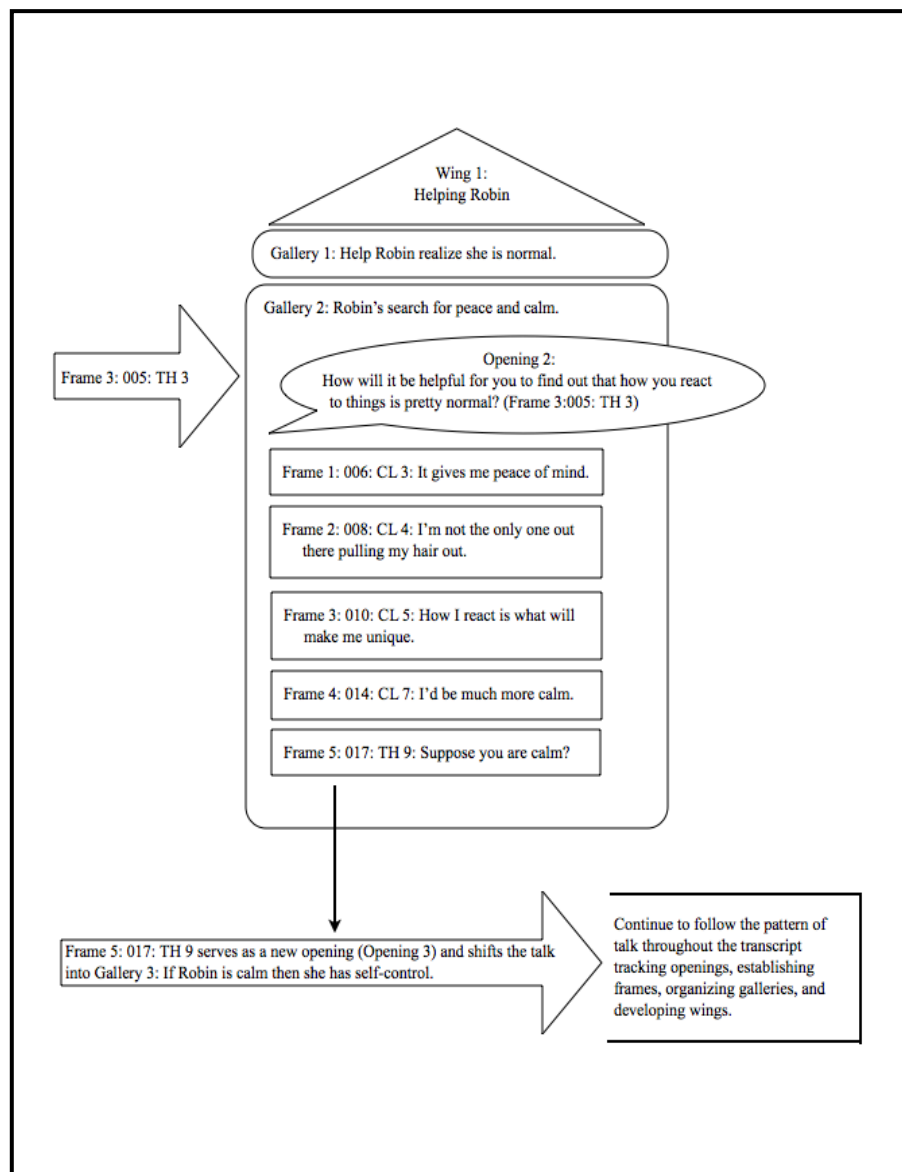 Wing 1:
Helping Robin
Gallery 1: Help Robin realize she is normal.
Gallery 2: Robin’s search for peace and calm.
Frame 3: 005: TH 3
Opening 2:
How will it be helpful for you to find out that how you react
to things is pretty normal? (Frame 3:005: TH 3)
Frame 1: 006: CL 3: It gives me peace of mind.
Frame 2: 008: CL 4: I’m not the only one out
there pulling my hair out.
Frame 3: 010: CL 5: How I react is what will
make me unique.
Frame 4: 014: CL 7: I’d be much more calm.
Frame 5: 017: TH 9: Suppose you are calm?
Frame 5: 017: TH 9 serves as a new opening (Opening 3) and shifts the talk
into Gallery 3: If Robin is calm then she has self-control.
Continue to follow the pattern of
talk throughout the transcript
tracking openings, establishing
frames, organizing galleries, and
developing wings.